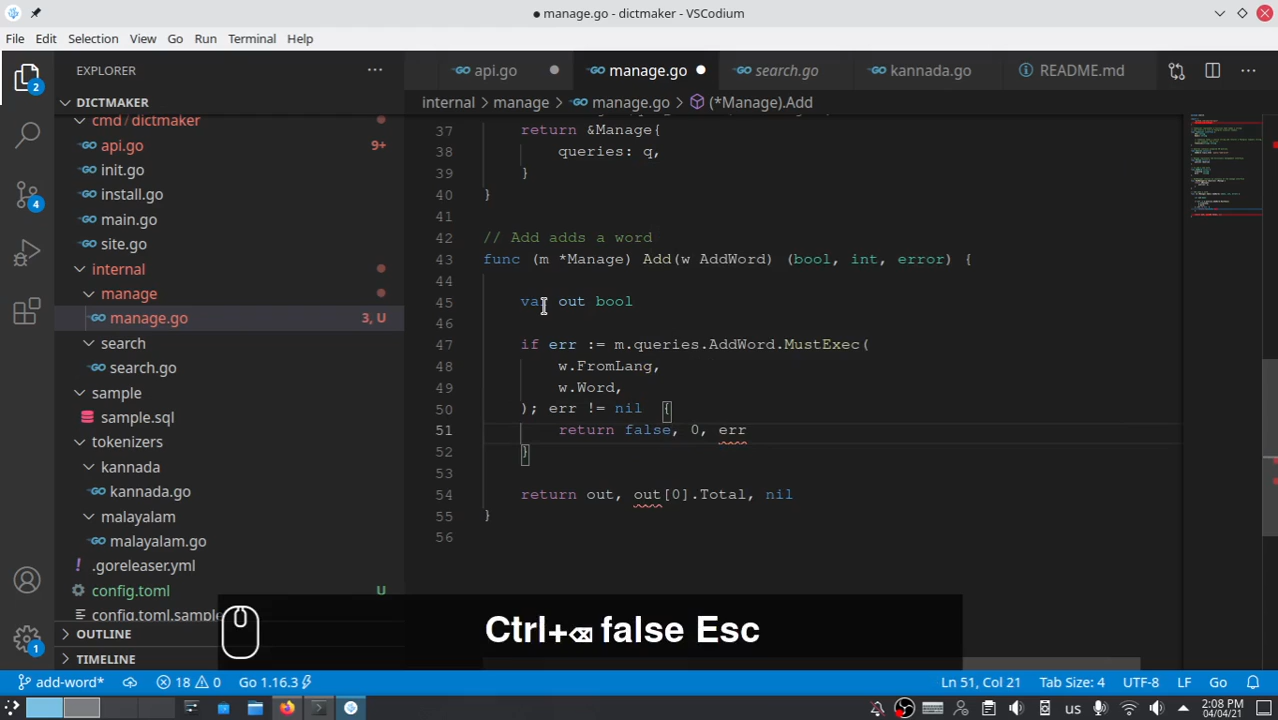 ● manage.go - dictmaker - VSCodium
File Edit Selection View Go Run Terminal Help
EXPLORER
api.go
manage.go
search.go
kannada.go
README.md
internal > manage > manage.go > (*Manage).Add
DICTMAKER
cmd / dictmaker
api.go 9+
init.go
install.go
main.go
site.go
internal
manage
manage.go 3, U
search
search.go
sample
sample.sql
tokenizers
kannada
kannada.go
malayalam
malayalam.go
.goreleaser.yml
config.toml U
config.toml.sample
OUTLINE
TIMELINE
2
4
1
37 return &Manage{
38 queries: q,
39 }
40 }
41
42 // Add adds a word
43 func (m *Manage) Add(w AddWord) (bool, int, error) {
44
45 var out bool
46
47 if err := m.queries.AddWord.MustExec(
48 w.FromLang,
49 w.Word,
50 ); err != nil {
51 return false, 0, err
52 }
53
54 return out, out[0].Total, nil
55 }
56
Ctrl+⌫ false Esc
add-word* 18 0 Go 1.16.3 Ln 51, Col 21 Tab Size: 4 UTF-8 LF Go
2:08 PM
04/04/21